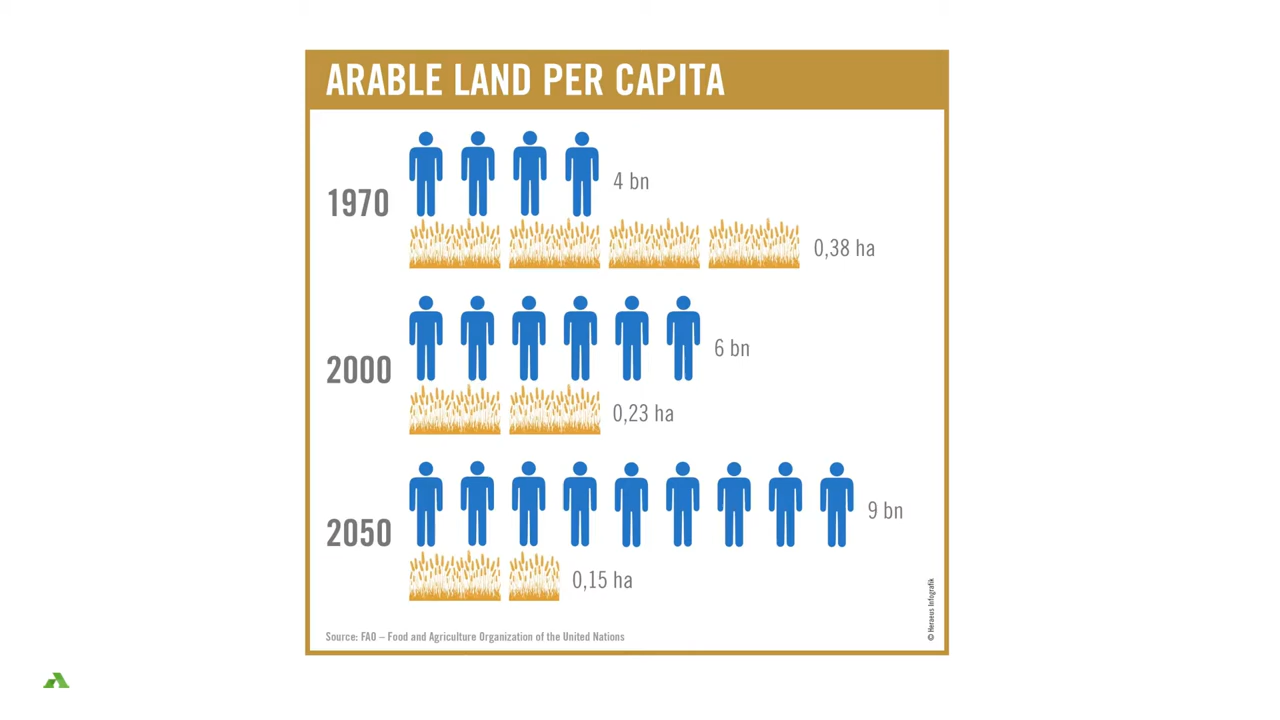 ARABLE LAND PER CAPITA
4 bn
1970
0,38 ha
6 bn
2000
0,23 ha
9 bn
2050
0,15 ha
Source: FAO – Food and Agriculture Organization of the United Nations
© Heraeus Infografik